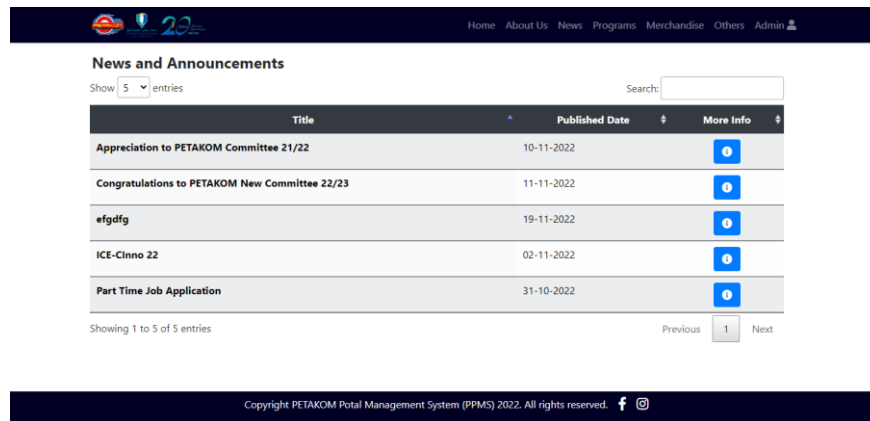 Home About Us News Programs Merchandise Others Admin
News and Announcements
Show 5 entries Search:
Title Published Date More Info
Appreciation to PETAKOM Committee 21/22 10-11-2022
Congratulations to PETAKOM New Committee 22/23 11-11-2022
efgdfg 19-11-2022
ICE-CInno 22 02-11-2022
Part Time Job Application 31-10-2022
Showing 1 to 5 of 5 entries Previous 1 Next
Copyright PETAKOM Potal Management System (PPMS) 2022. All rights reserved.